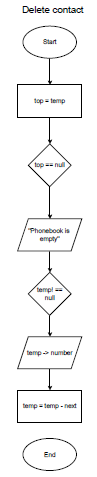 Delete contact
Start
top = temp
top == null
"Phonebook is
empty"
temp! ==
null
temp -> number
temp = temp - next
End